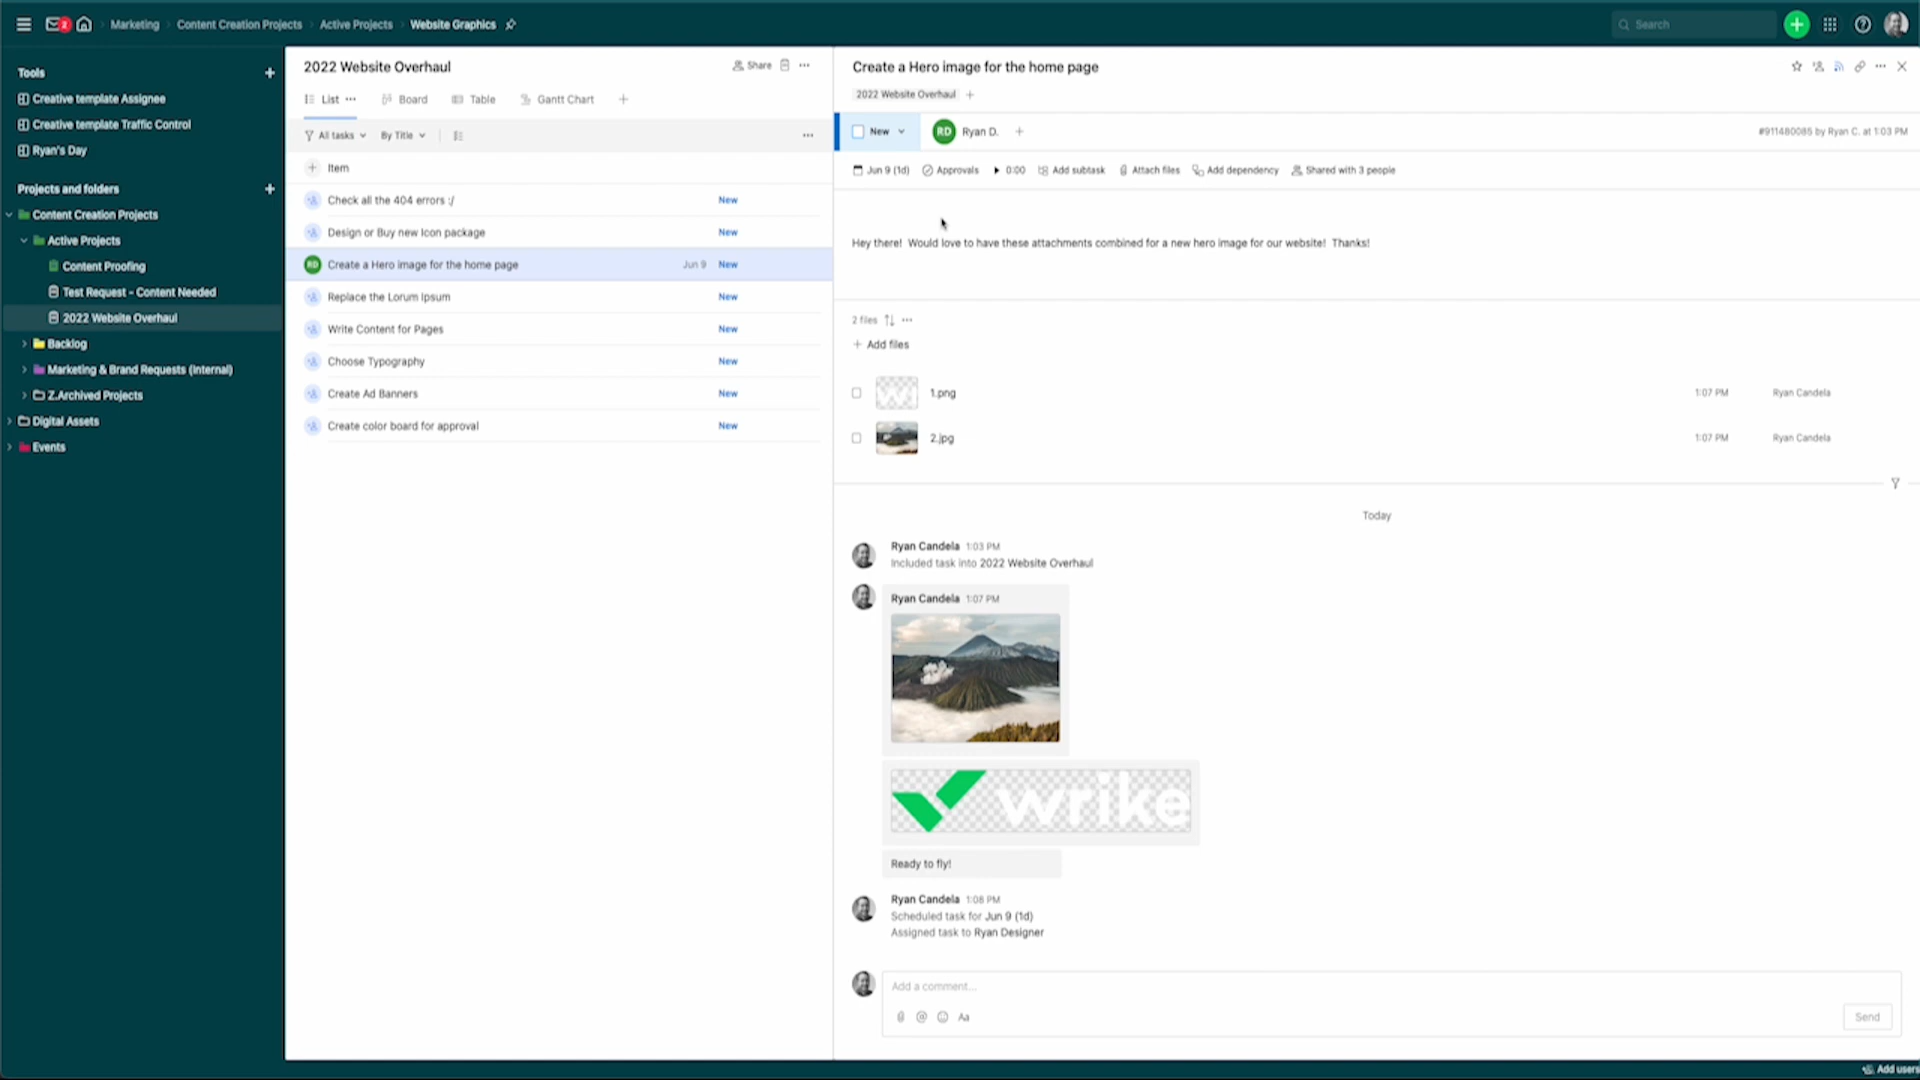 2
Marketing
Content Creation Projects
Active Projects
Website Graphics
Search
Tools
Creative template Assignee
Creative template Traffic Control
Ryan's Day
Projects and folders
Content Creation Projects
Active Projects
Content Proofing
Test Request - Content Needed
2022 Website Overhaul
Backlog
Marketing & Brand Requests (Internal)
Z.Archived Projects
Digital Assets
Events
2022 Website Overhaul
Share
List
Board
Table
Gantt Chart
All tasks
By Title
Item
Check all the 404 errors :/ New
Design or Buy new Icon package New
RD Create a Hero image for the home page Jun 9 New
Replace the Lorum Ipsum New
Write Content for Pages New
Choose Typography New
Create Ad Banners New
Create color board for approval New
Create a Hero image for the home page
2022 Website Overhaul
New
RD Ryan D.
#911480085 by Ryan C. at 1:03 PM
Jun 9 (1d)
Approvals
0:00
Add subtask
Attach files
Add dependency
Shared with 3 people
Hey there! Would love to have these attachments combined for a new hero image for our website! Thanks!
2 files
Add files
1.png 1:07 PM Ryan Candela
2.jpg 1:07 PM Ryan Candela
Today
Ryan Candela 1:03 PM
Included task into 2022 Website Overhaul
Ryan Candela 1:07 PM
wrike
Ready to fly!
Ryan Candela 1:08 PM
Scheduled task for Jun 9 (1d)
Assigned task to Ryan Designer
Add a comment...
Aa
Send
Add users